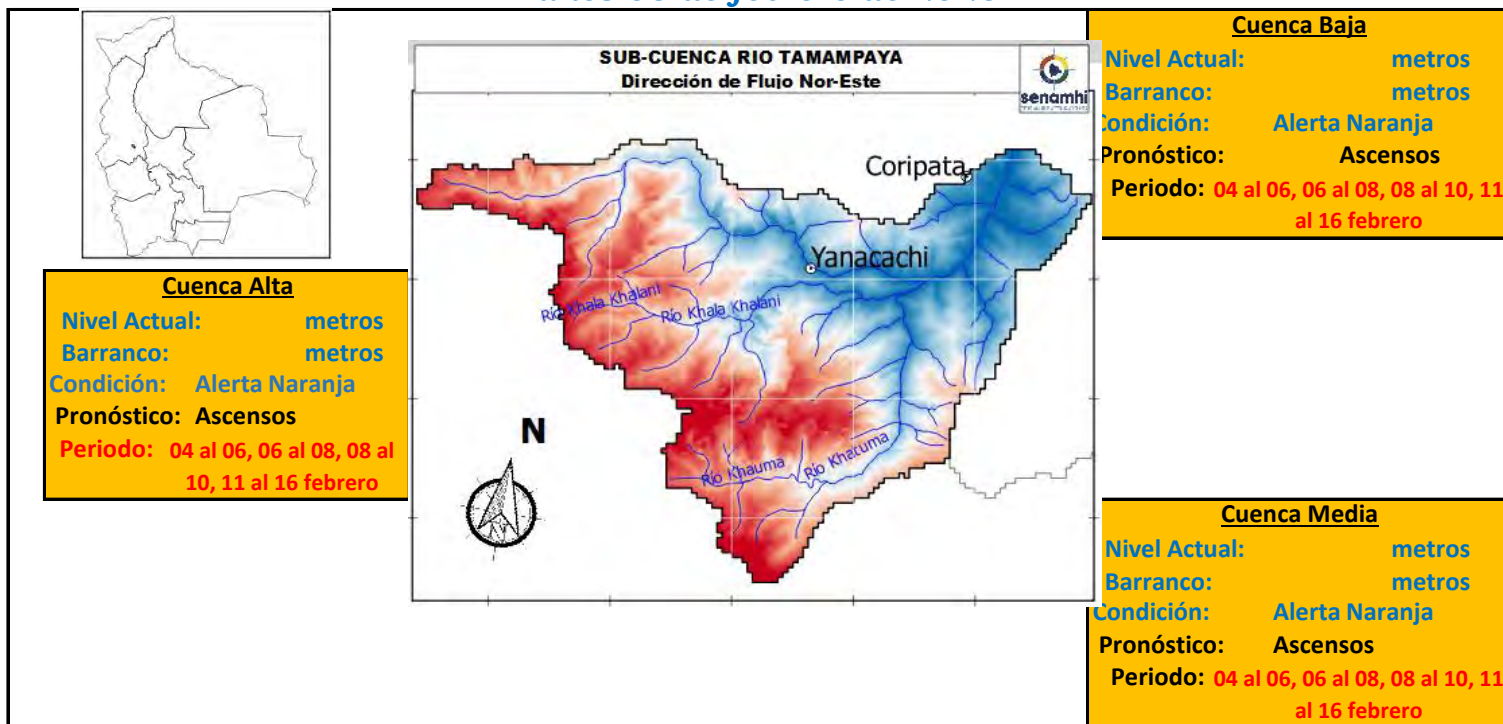 SUB-CUENCA RIO TAMAMPAYA
Dirección de Flujo Nor-Este
senamhi
Cuenca Baja
Nivel Actual: metros
Barranco: metros
Condición: Alerta Naranja
Pronóstico: Ascensos
Periodo: 04 al 06, 06 al 08, 08 al 10, 11
al 16 febrero
Coripata
Yanacachi
Río Khala Khalani
Río Khala Khalani
Río Khauma
Río Khatuma
N
Cuenca Alta
Nivel Actual: metros
Barranco: metros
Condición: Alerta Naranja
Pronóstico: Ascensos
Periodo: 04 al 06, 06 al 08, 08 al
10, 11 al 16 febrero
Cuenca Media
Nivel Actual: metros
Barranco: metros
Condición: Alerta Naranja
Pronóstico: Ascensos
Periodo: 04 al 06, 06 al 08, 08 al 10, 11
al 16 febrero